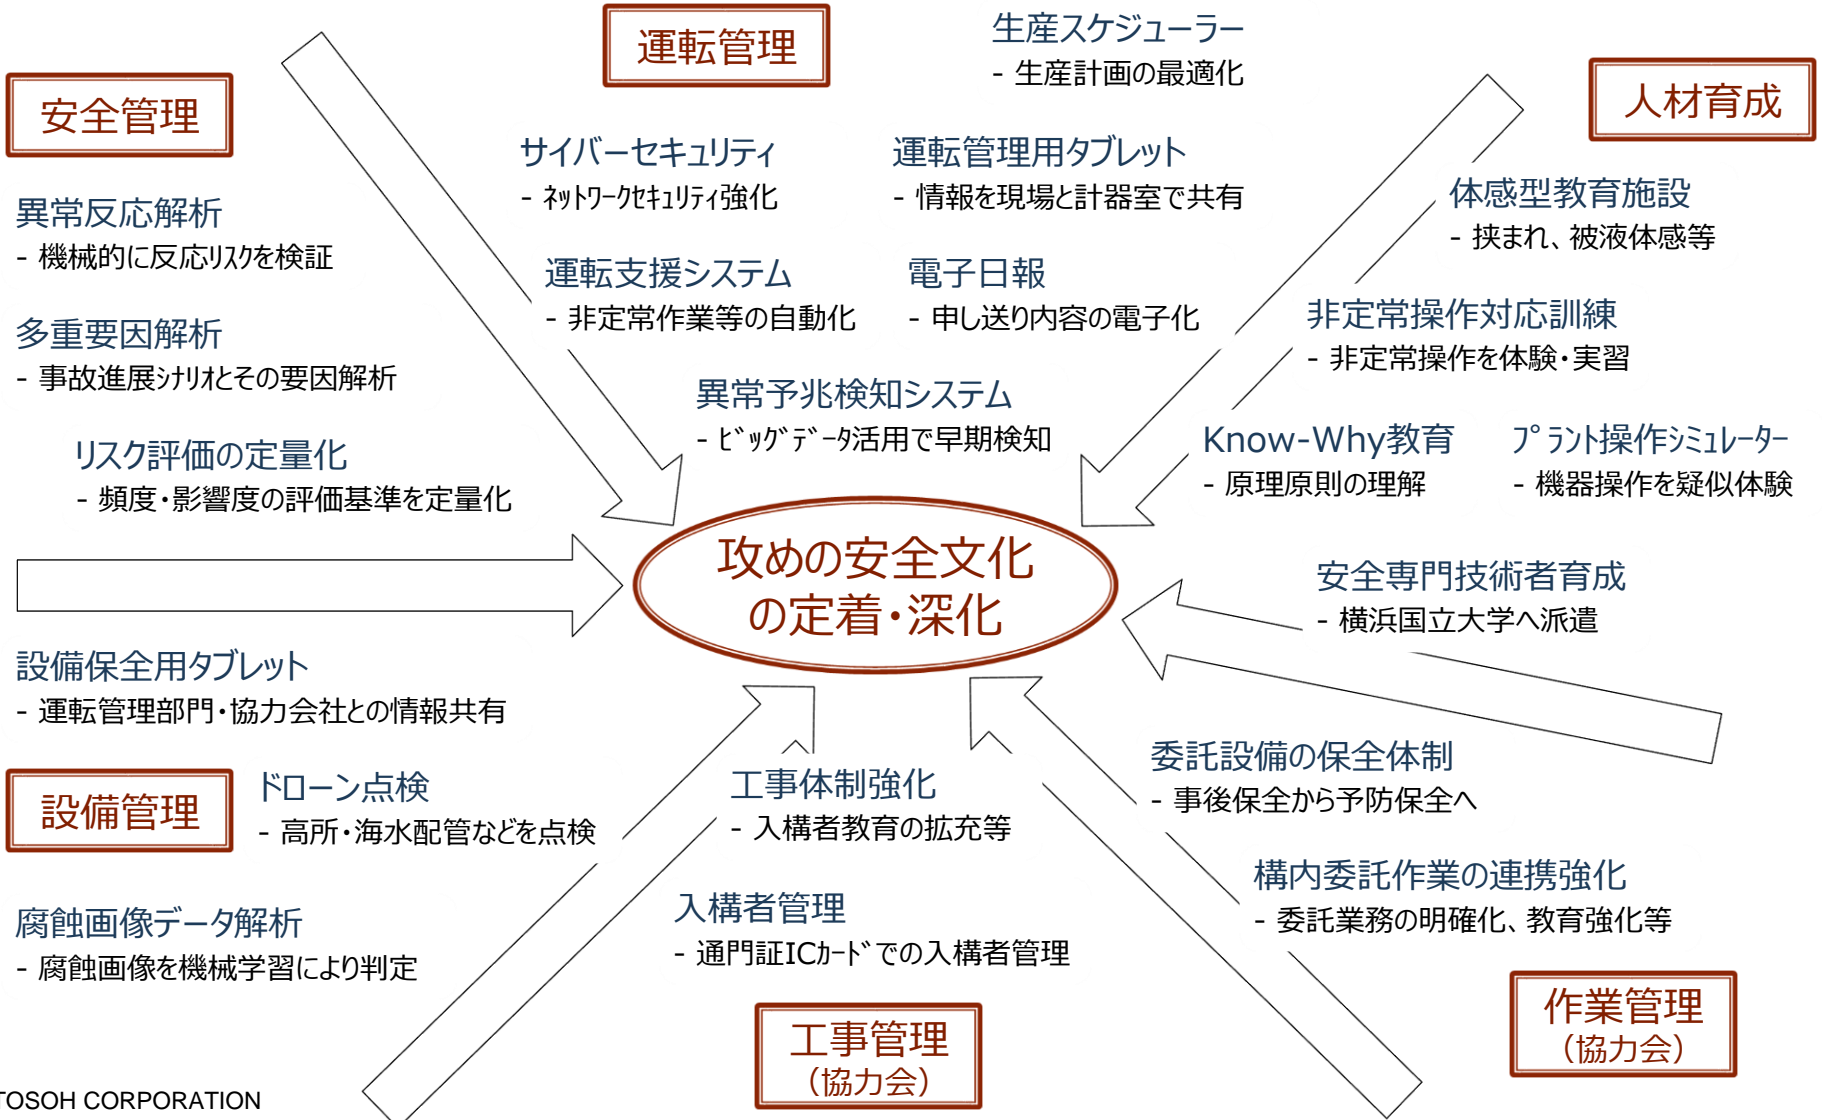 安全管理
異常反応解析
- 機械的に反応ﾘｽｸを検証
多重要因解析
- 事故進展ｼﾅﾘｵとその要因解析
リスク評価の定量化
- 頻度・影響度の評価基準を定量化
運転管理
生産スケジューラー
- 生産計画の最適化
サイバーセキュリティ
- ﾈｯﾄﾜｰｸｾｷｭﾘﾃｨ強化
運転管理用タブレット
- 情報を現場と計器室で共有
運転支援システム
- 非定常作業等の自動化
電子日報
- 申し送り内容の電子化
異常予兆検知システム
- ﾋﾞｯｸﾞﾃﾞｰﾀ活用で早期検知
人材育成
体感型教育施設
- 挟まれ、被液体感等
非定常操作対応訓練
- 非定常操作を体験・実習
Know-Why教育
- 原理原則の理解
ﾌﾟﾗﾝﾄ操作ｼﾐｭﾚｰﾀｰ
- 機器操作を疑似体験
安全専門技術者育成
- 横浜国立大学へ派遣
攻めの安全文化
の定着・深化
設備保全用タブレット
- 運転管理部門・協力会社との情報共有
設備管理
ドローン点検
- 高所・海水配管などを点検
腐蝕画像データ解析
- 腐蝕画像を機械学習により判定
工事体制強化
- 入構者教育の拡充等
入構者管理
- 通門証ICｶｰﾄﾞでの入構者管理
工事管理
（協力会）
委託設備の保全体制
- 事後保全から予防保全へ
構内委託作業の連携強化
- 委託業務の明確化、教育強化等
作業管理
（協力会）
TOSOH CORPORATION